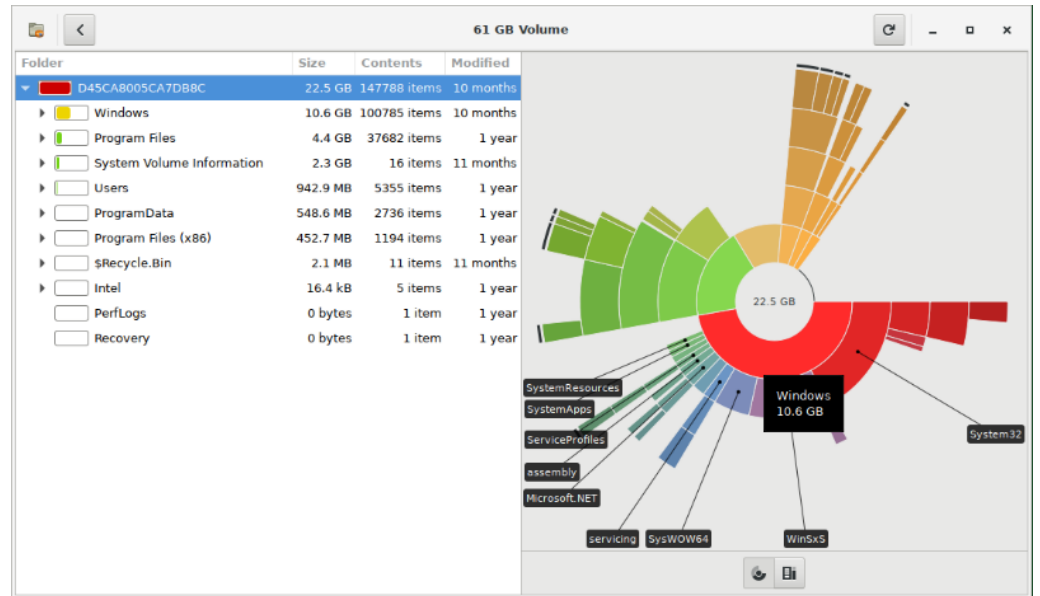 61 GB Volume
Folder Size Contents Modified
D45CA8005CA7DB8C 22.5 GB 147788 items 10 months
Windows 10.6 GB 100785 items 10 months
Program Files 4.4 GB 37682 items 1 year
System Volume Information 2.3 GB 16 items 11 months
Users 942.9 MB 5355 items 1 year
ProgramData 548.6 MB 2736 items 1 year
Program Files (x86) 452.7 MB 1194 items 1 year
$Recycle.Bin 2.1 MB 11 items 11 months
Intel 16.4 kB 5 items 1 year
PerfLogs 0 bytes 1 item 1 year
Recovery 0 bytes 1 item 1 year
22.5 GB
Windows
10.6 GB
SystemResources
SystemApps
ServiceProfiles
assembly
Microsoft.NET
servicing
SysWOW64
WinSxS
System32